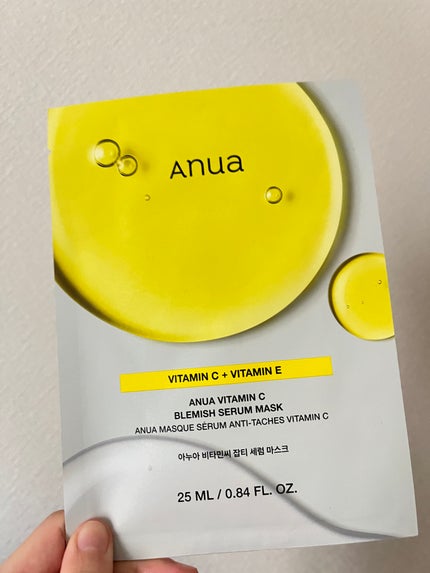 Anua
VITAMIN C + VITAMIN E
ANUA VITAMIN C
BLEMISH SERUM MASK
ANUA MASQUE SÉRUM ANTI-TACHES VITAMIN C
아누아 비타민씨 잡티 세럼 마스크
25 ML / 0.84 FL. OZ.